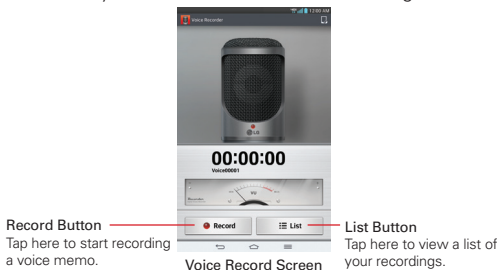 12:00 AM
Voice Recorder
LG
00:00:00
Voice00001
VU
Record
List
Record Button
Tap here to start recording
a voice memo.
List Button
Tap here to view a list of
your recordings.
Voice Record Screen